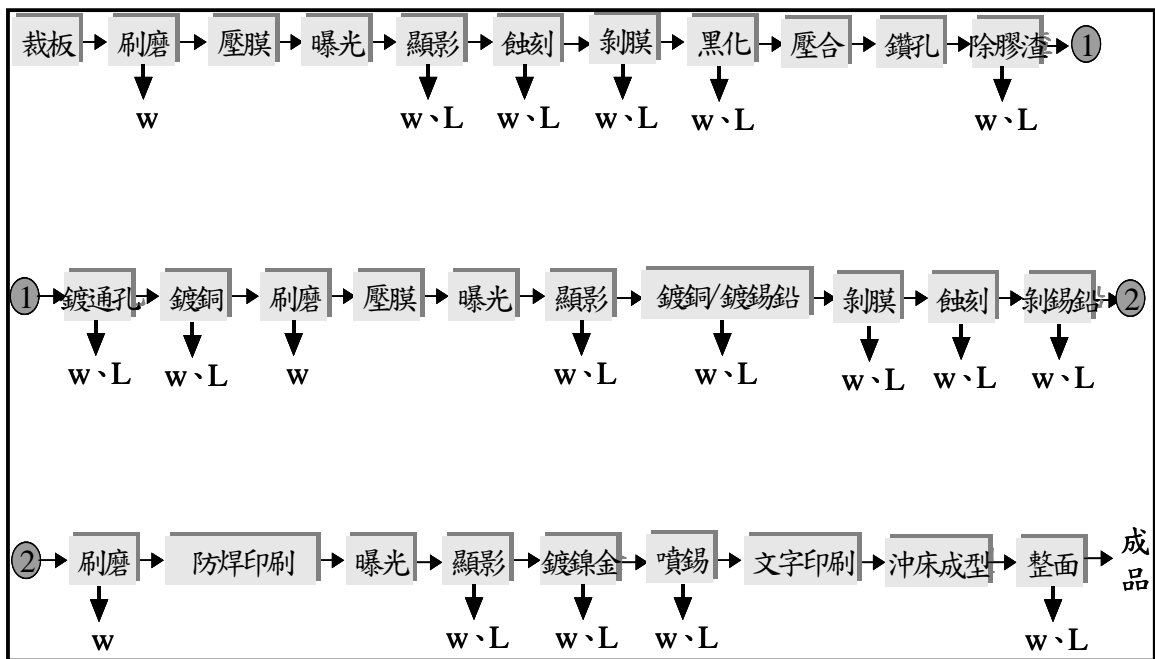 裁板 刷磨 壓膜 曝光 顯影 蝕刻 剝膜 黑化 壓合 鑽孔 除膠渣 1
w w、L w、L w、L w、L w、L
1 鍍通孔 鍍銅 刷磨 壓膜 曝光 顯影 鍍銅/鍍錫鉛 剝膜 蝕刻 剝錫鉛 2
w、L w、L w w、L w、L w、L w、L w、L
2 刷磨 防焊印刷 曝光 顯影 鍍鎳金 噴錫 文字印刷 沖床成型 整面 成品
w w、L w、L w、L w、L